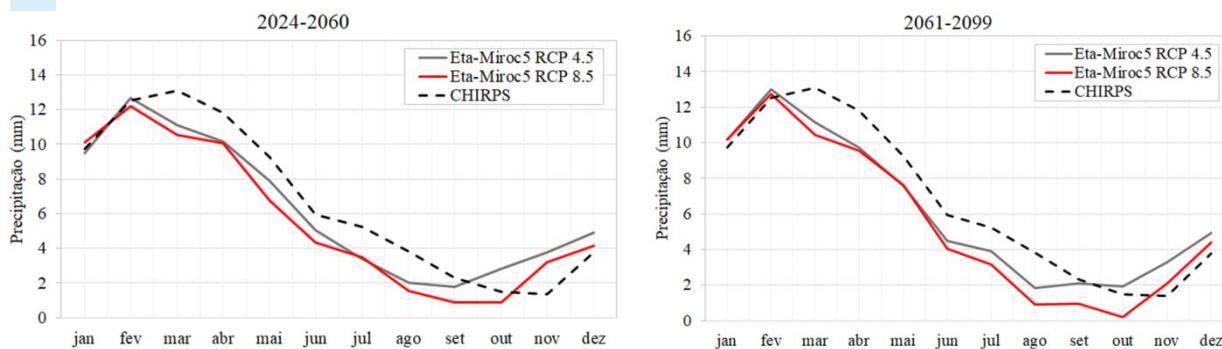 2024-2060
Precipitação (mm)
16
14
12
10
8
6
4
2
0
Eta-Miroc5 RCP 4.5
Eta-Miroc5 RCP 8.5
CHIRPS
jan fev mar abr mai jun jul ago set out nov dez
2061-2099
Precipitação (mm)
16
14
12
10
8
6
4
2
0
Eta-Miroc5 RCP 4.5
Eta-Miroc5 RCP 8.5
CHIRPS
jan fev mar abr mai jun jul ago set out nov dez